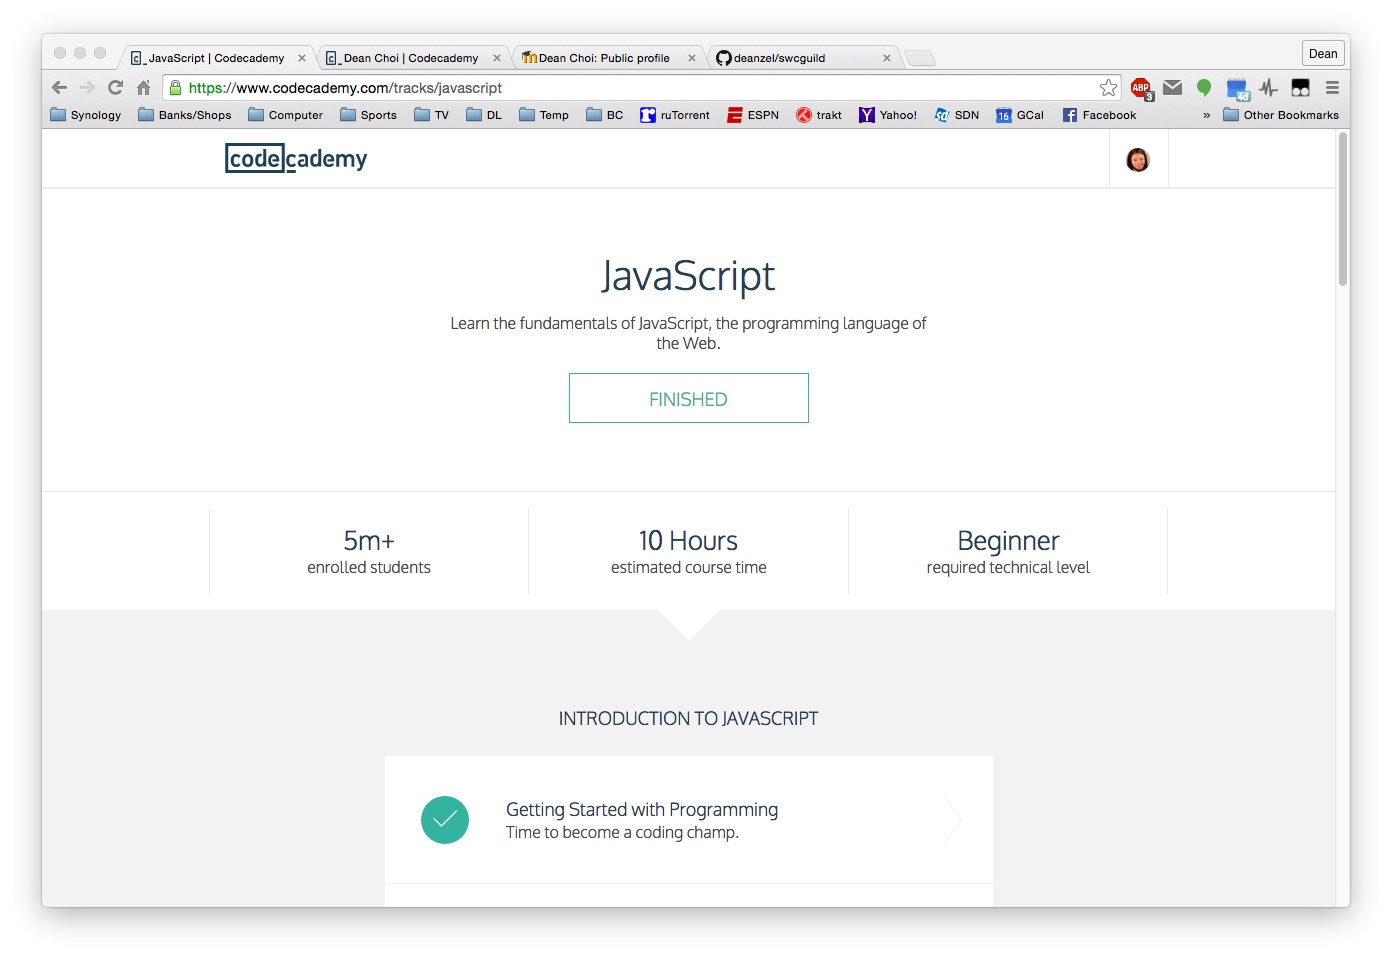 JavaScript | Codecademy
Dean Choi | Codecademy
Dean Choi: Public profile
deanzel/swcguild
Dean
https://www.codecademy.com/tracks/javascript
ABP
3
4d
Synology
Banks/Shops
Computer
Sports
TV
DL
Temp
BC
ruTorrent
ESPN
trakt
Yahoo!
SDN
16
GCal
Facebook
»
Other Bookmarks
codecademy
JavaScript
Learn the fundamentals of JavaScript, the programming language of
the Web.
FINISHED
5m+
enrolled students
10 Hours
estimated course time
Beginner
required technical level
INTRODUCTION TO JAVASCRIPT
Getting Started with Programming
Time to become a coding champ.